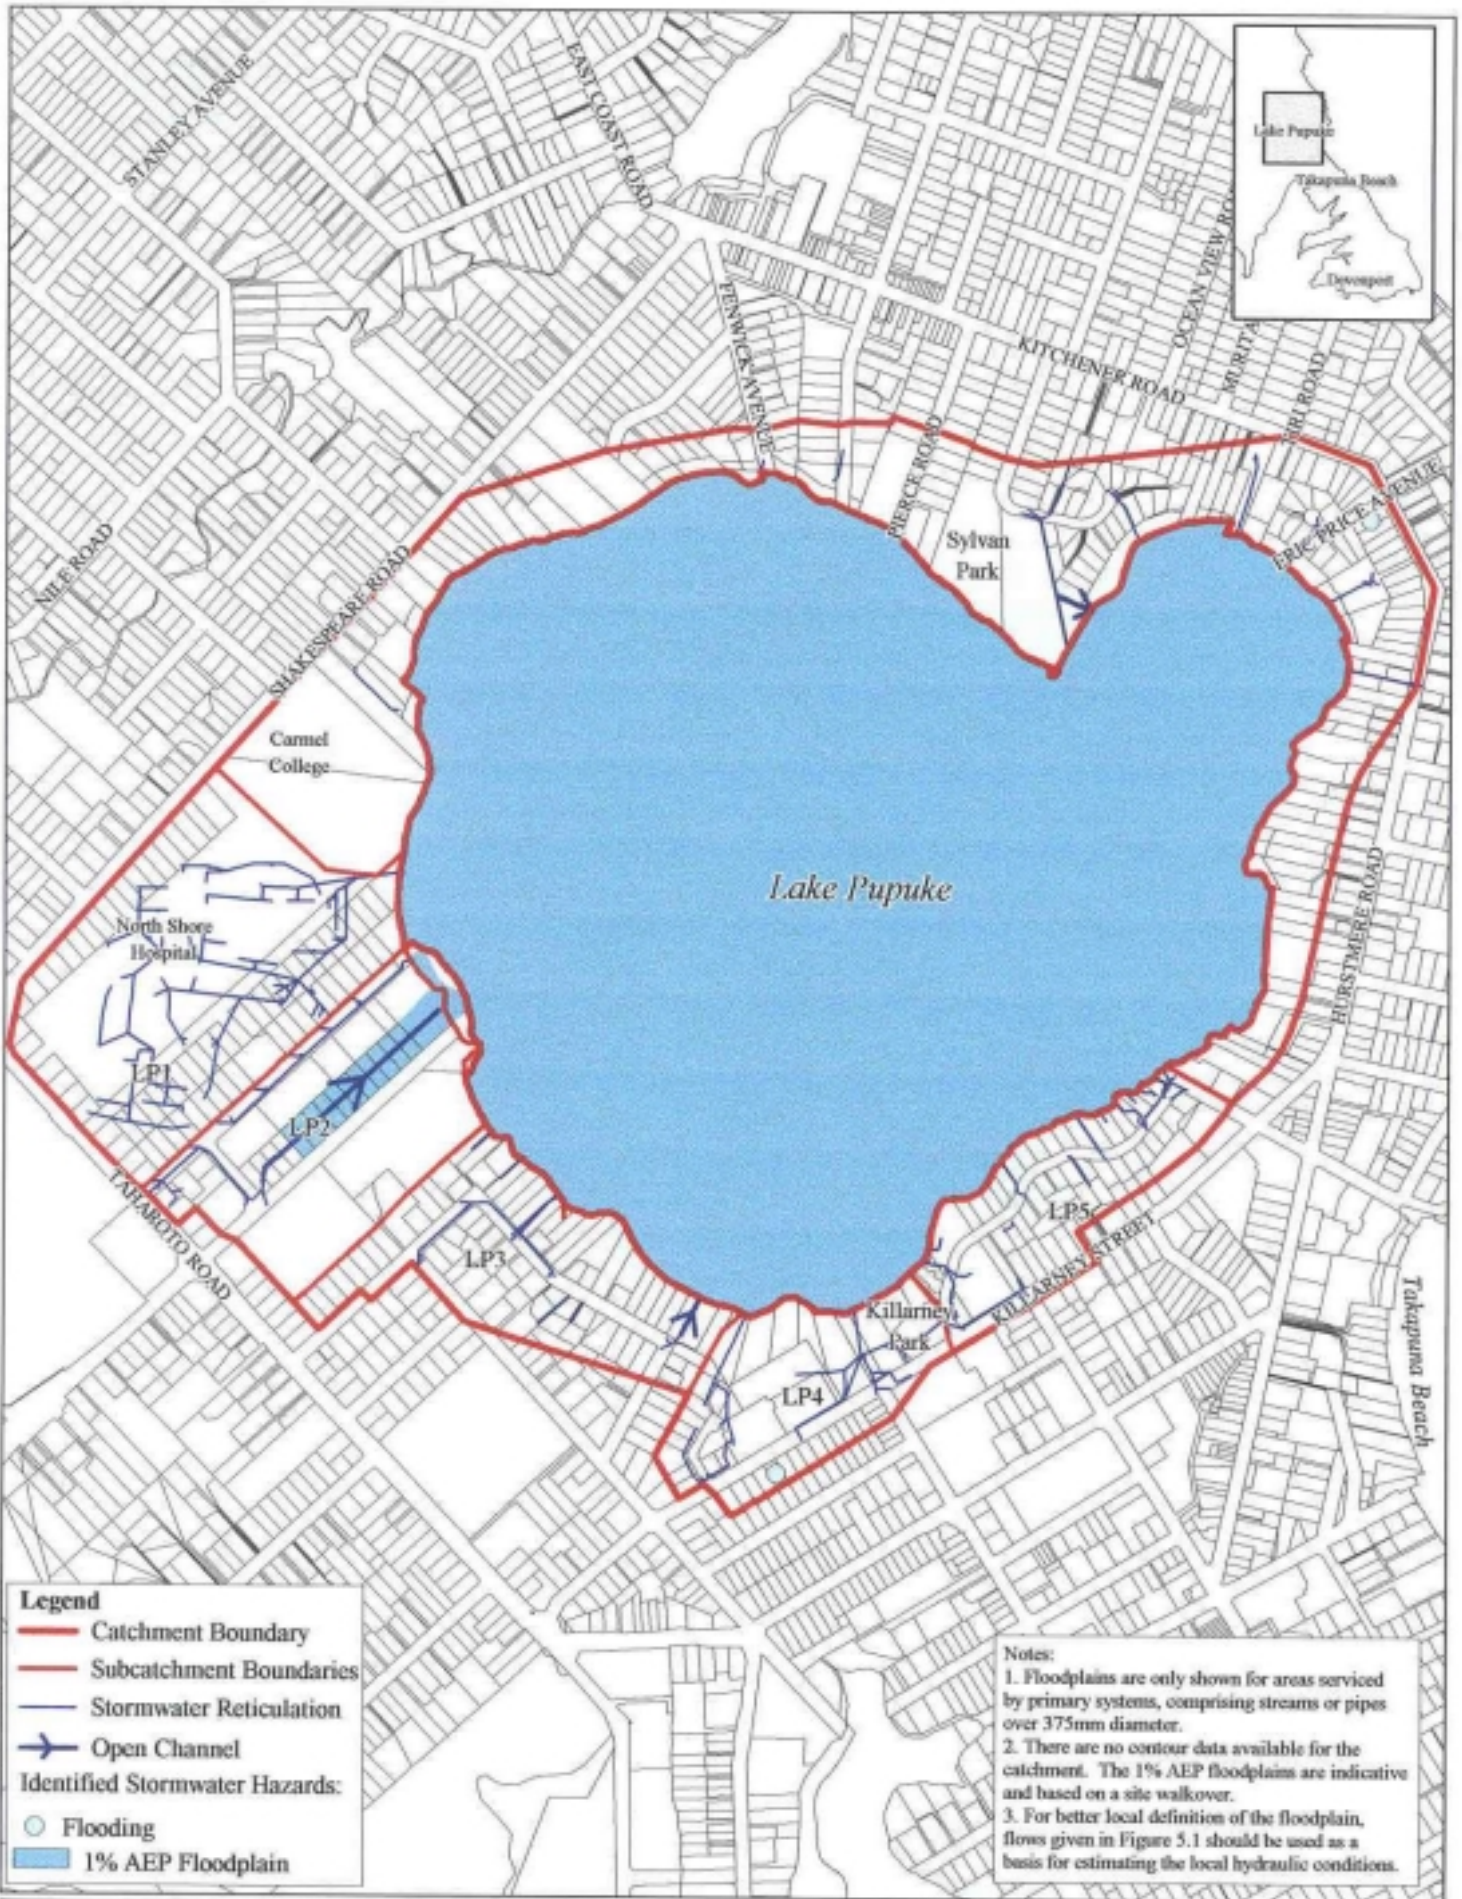 STANLEY AVENUE
EAST COAST ROAD
Lake Pupuke
Takapuna Beach
Devonport
OCEAN VIEW RO
FENWICK AVENUE
KITCHENER ROAD
MURITA
RIRI ROAD
PIERCE ROAD
ERIC PRICE AVENUE
NILE ROAD
SHAKESPEARE ROAD
Sylvan
Park
Carmel
College
Lake Pupuke
North Shore
Hospital
HURSTMERE ROAD
LP1
LP2
TAHAROTO ROAD
LP3
LP5
KILLARNEY STREET
Killarney
Park
LP4
Takapuna Beach
Legend
Catchment Boundary
Subcatchment Boundaries
Stormwater Reticulation
Open Channel
Identified Stormwater Hazards:
Flooding
1% AEP Floodplain
Notes:
1. Floodplains are only shown for areas serviced
by primary systems, comprising streams or pipes
over 375mm diameter.
2. There are no contour data available for the
catchment. The 1% AEP floodplains are indicative
and based on a site walkover.
3. For better local definition of the floodplain,
flows given in Figure 5.1 should be used as a
basis for estimating the local hydraulic conditions.